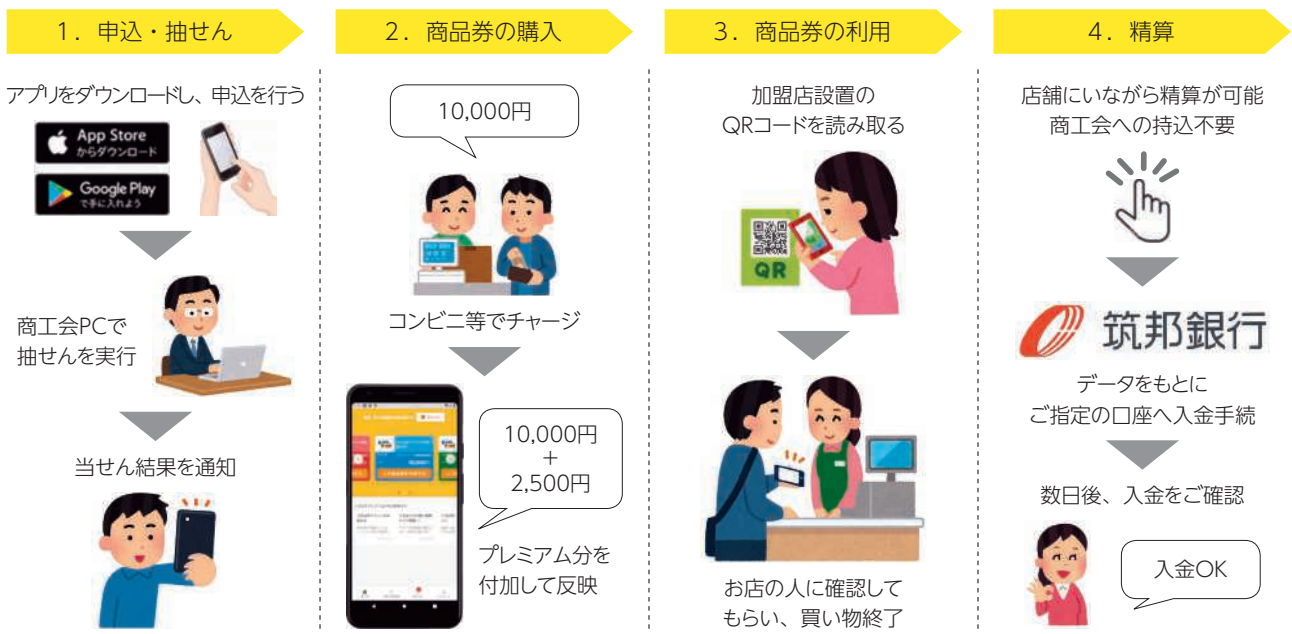 1．申込・抽せん
アプリをダウンロードし、申込を行う
App Store
からダウンロード
Google Play
で手に入れよう
商工会PCで
抽せんを実行
当せん結果を通知
2．商品券の購入
10,000円
コンビニ等でチャージ
10,000円
+
2,500円
プレミアム分を
付加して反映
3．商品券の利用
加盟店設置の
QRコードを読み取る
QR
お店の人に確認して
もらい、買い物終了
4．精算
店舗にいながら精算が可能
商工会への持込不要
筑邦銀行
データをもとに
ご指定の口座へ入金手続
数日後、入金をご確認
入金OK